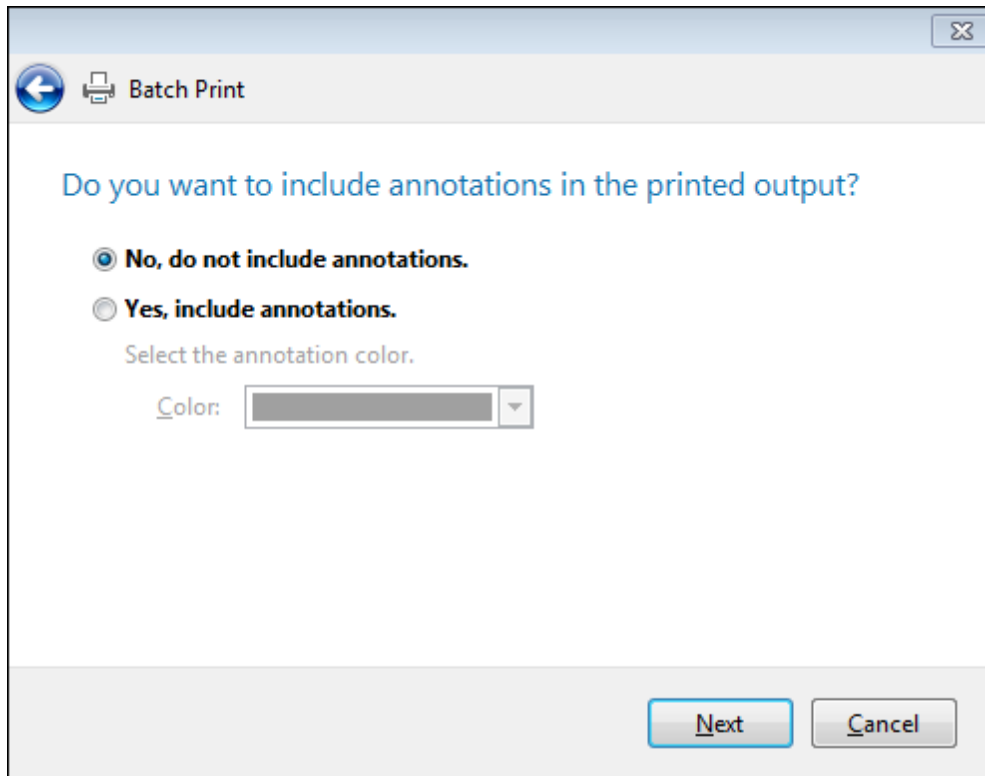 Batch Print
Do you want to include annotations in the printed output?
No, do not include annotations.
Yes, include annotations.
Select the annotation color.
Color:
Next Cancel